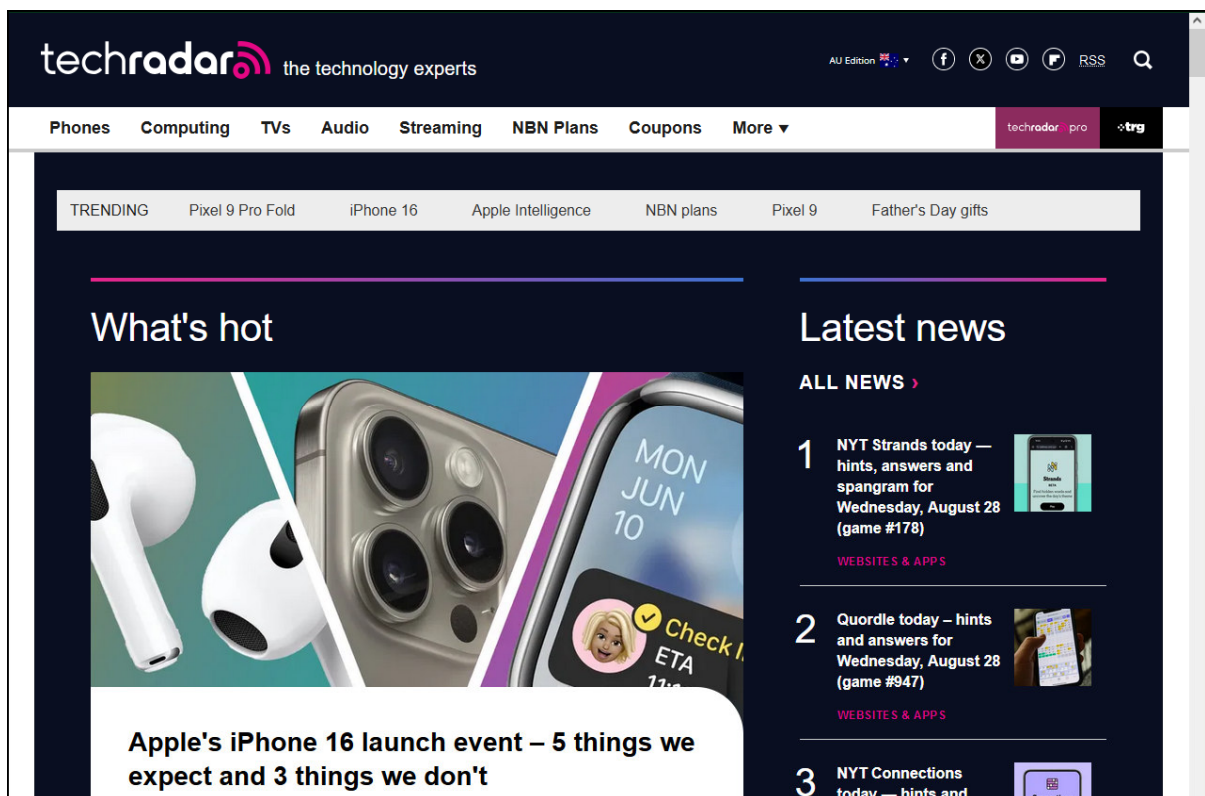 techradar the technology experts
AU Edition
RSS
Phones Computing TVs Audio Streaming NBN Plans Coupons More
techradar pro
trg
TRENDING Pixel 9 Pro Fold iPhone 16 Apple Intelligence NBN plans Pixel 9 Father's Day gifts
What's hot
MON
JUN
10
Check
ETA
Apple's iPhone 16 launch event – 5 things we
expect and 3 things we don't
Latest news
ALL NEWS ›
1
NYT Strands today —
hints, answers and
spangram for
Wednesday, August 28
(game #178)
Strands
WEBSITES & APPS
2
Quordle today – hints
and answers for
Wednesday, August 28
(game #947)
WEBSITES & APPS
3
NYT Connections
today — hints and